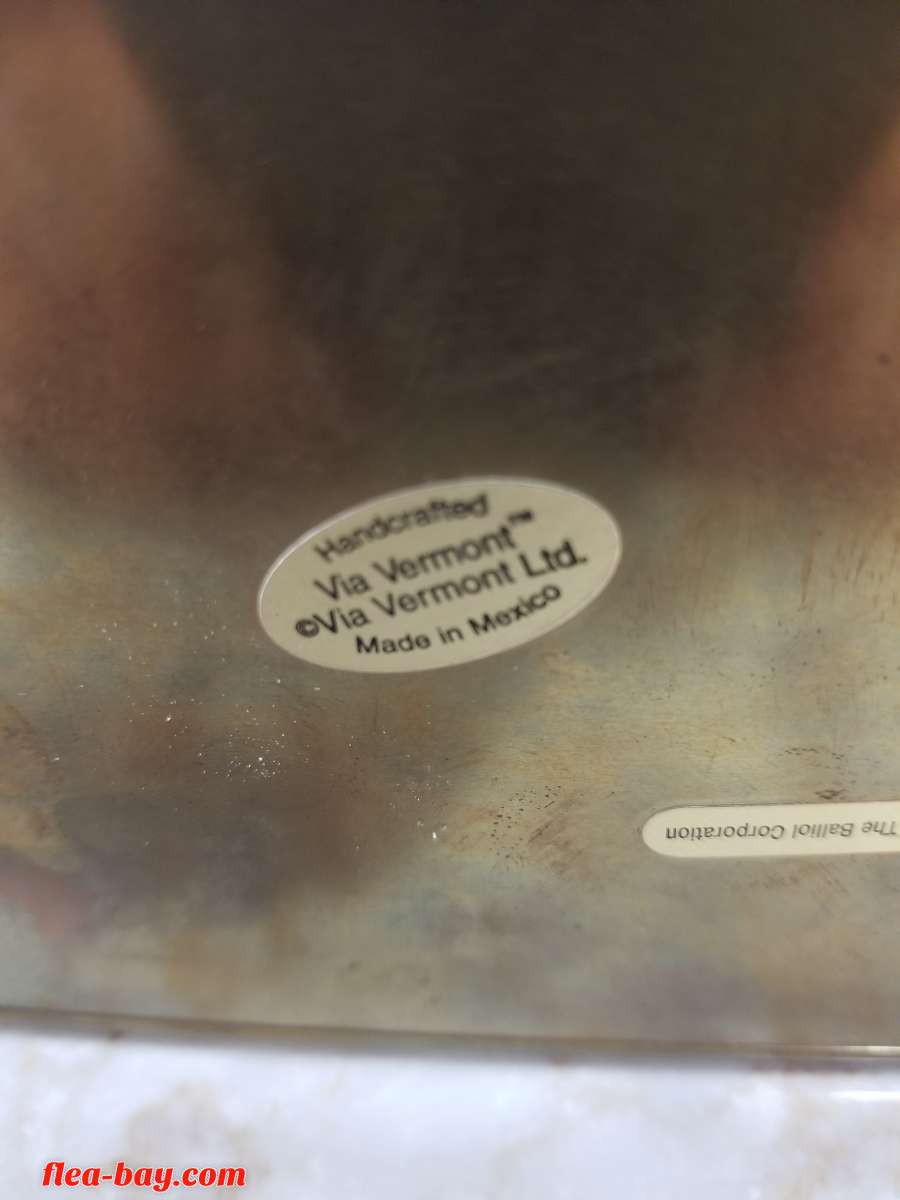 Handcrafted
Via Vermont™
©Via Vermont Ltd.
Made in Mexico
The Balliol Corporation
flea-bay.com